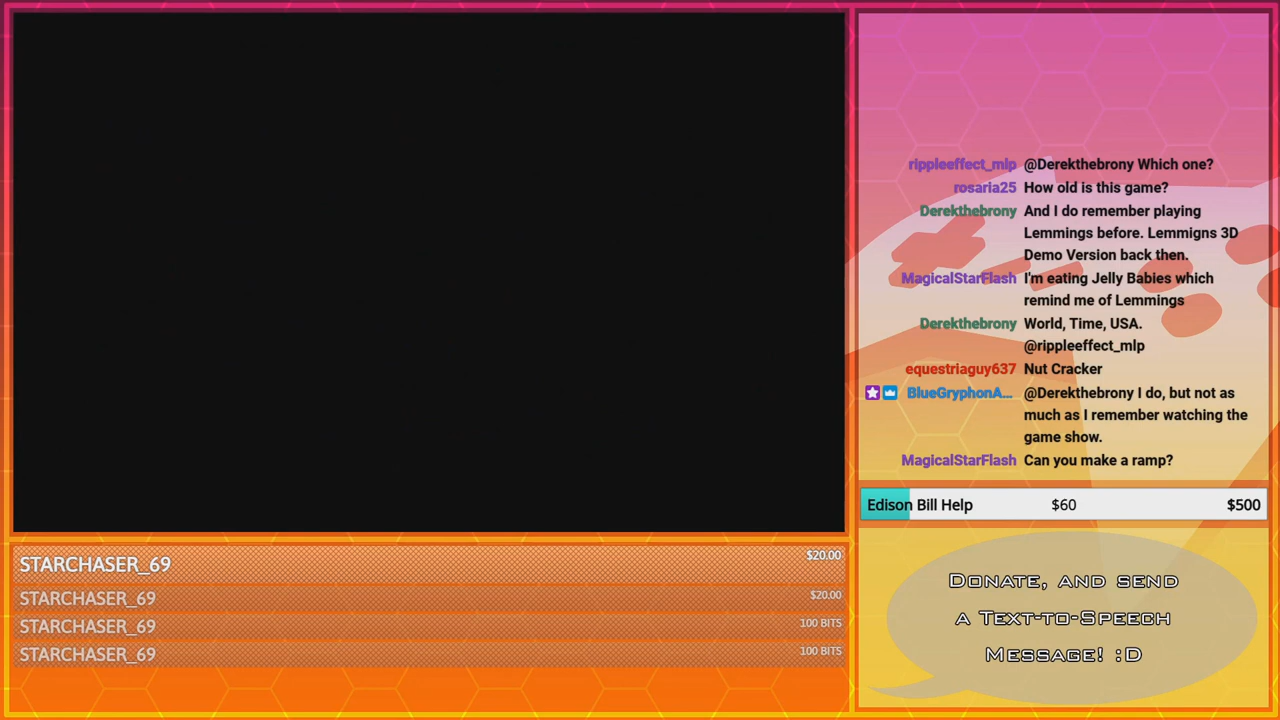 rippleeffect_mlp @Derekthebrony Which one?
rosaria25 How old is this game?
Derekthebrony And I do remember playing
Lemmings before. Lemmigns 3D
Demo Version back then.
MagicalStarFlash I'm eating Jelly Babies which
remind me of Lemmings
Derekthebrony World, Time, USA.
@rippleeffect_mlp
equestriaguy637 Nut Cracker
BlueGryphonA... @Derekthebrony I do, but not as
much as I remember watching the
game show.
MagicalStarFlash Can you make a ramp?
Edison Bill Help $60 $500
STARCHASER_69 $20.00
STARCHASER_69 $20.00
STARCHASER_69 100 BITS
STARCHASER_69 100 BITS
Donate, and send
a Text-to-Speech
Message! :D